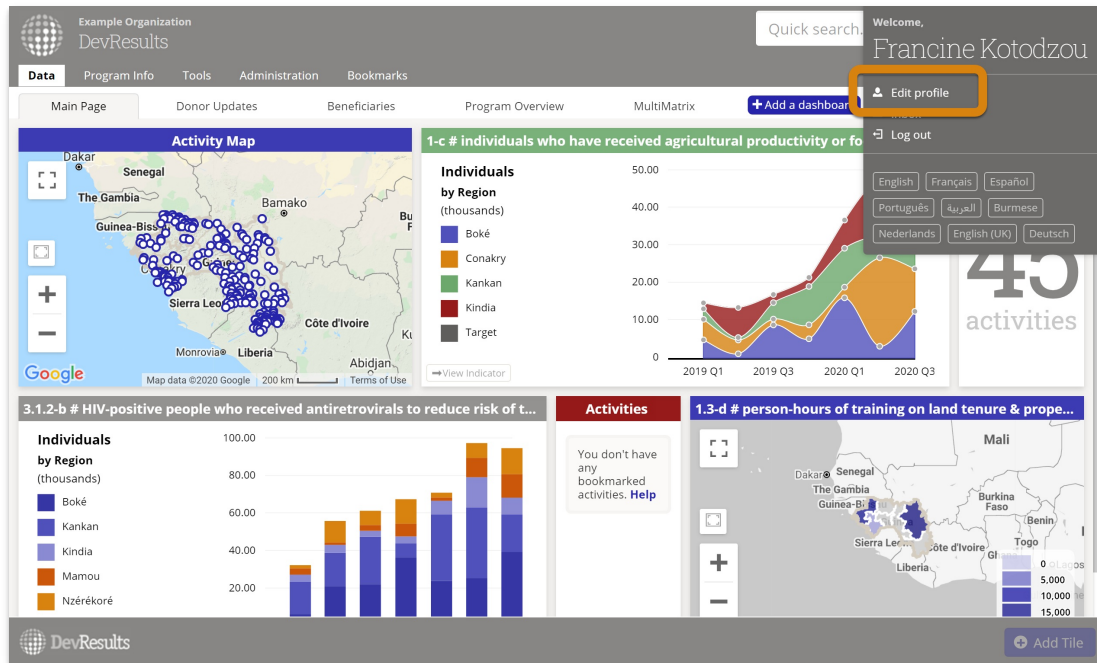 Example Organization
DevResults
Quick search.
Welcome,
Francine Kotodzou
Data Program Info Tools Administration Bookmarks
Edit profile
Inbox
Log out
Main Page Donor Updates Beneficiaries Program Overview MultiMatrix + Add a dashboar
English Français Español
Português العربية Burmese
Nederlands English (UK) Deutsch
Activity Map
Dakar
Senegal
The Gambia
Bamako
Guinea-Biss
Sierra Leo
Côte d'Ivoire
Monrovia Liberia
Abidjan
Google
Map data ©2020 Google 200 km Terms of Use
1-c # individuals who have received agricultural productivity or fo
Individuals
by Region
(thousands)
Boké
Conakry
Kankan
Kindia
Target
View Indicator
50.00
40.00
30.00
20.00
10.00
0
2019 Q1 2019 Q3 2020 Q1 2020 Q3
45
activities
3.1.2-b # HIV-positive people who received antiretrovirals to reduce risk of t...
Individuals
by Region
(thousands)
Boké
Kankan
Kindia
Mamou
Nzérékoré
100.00
80.00
60.00
40.00
20.00
Activities
You don't have
any
bookmarked
activities. Help
1.3-d # person-hours of training on land tenure & prope...
Mali
Dakar Senegal
The Gambia
Guinea-Bi
Burkina
Faso
Benin
Sierra Le
Côte d'Ivoire
Togo
Liberia
Lagos
0
5,000
10,000
15,000
DevResults
Add Tile